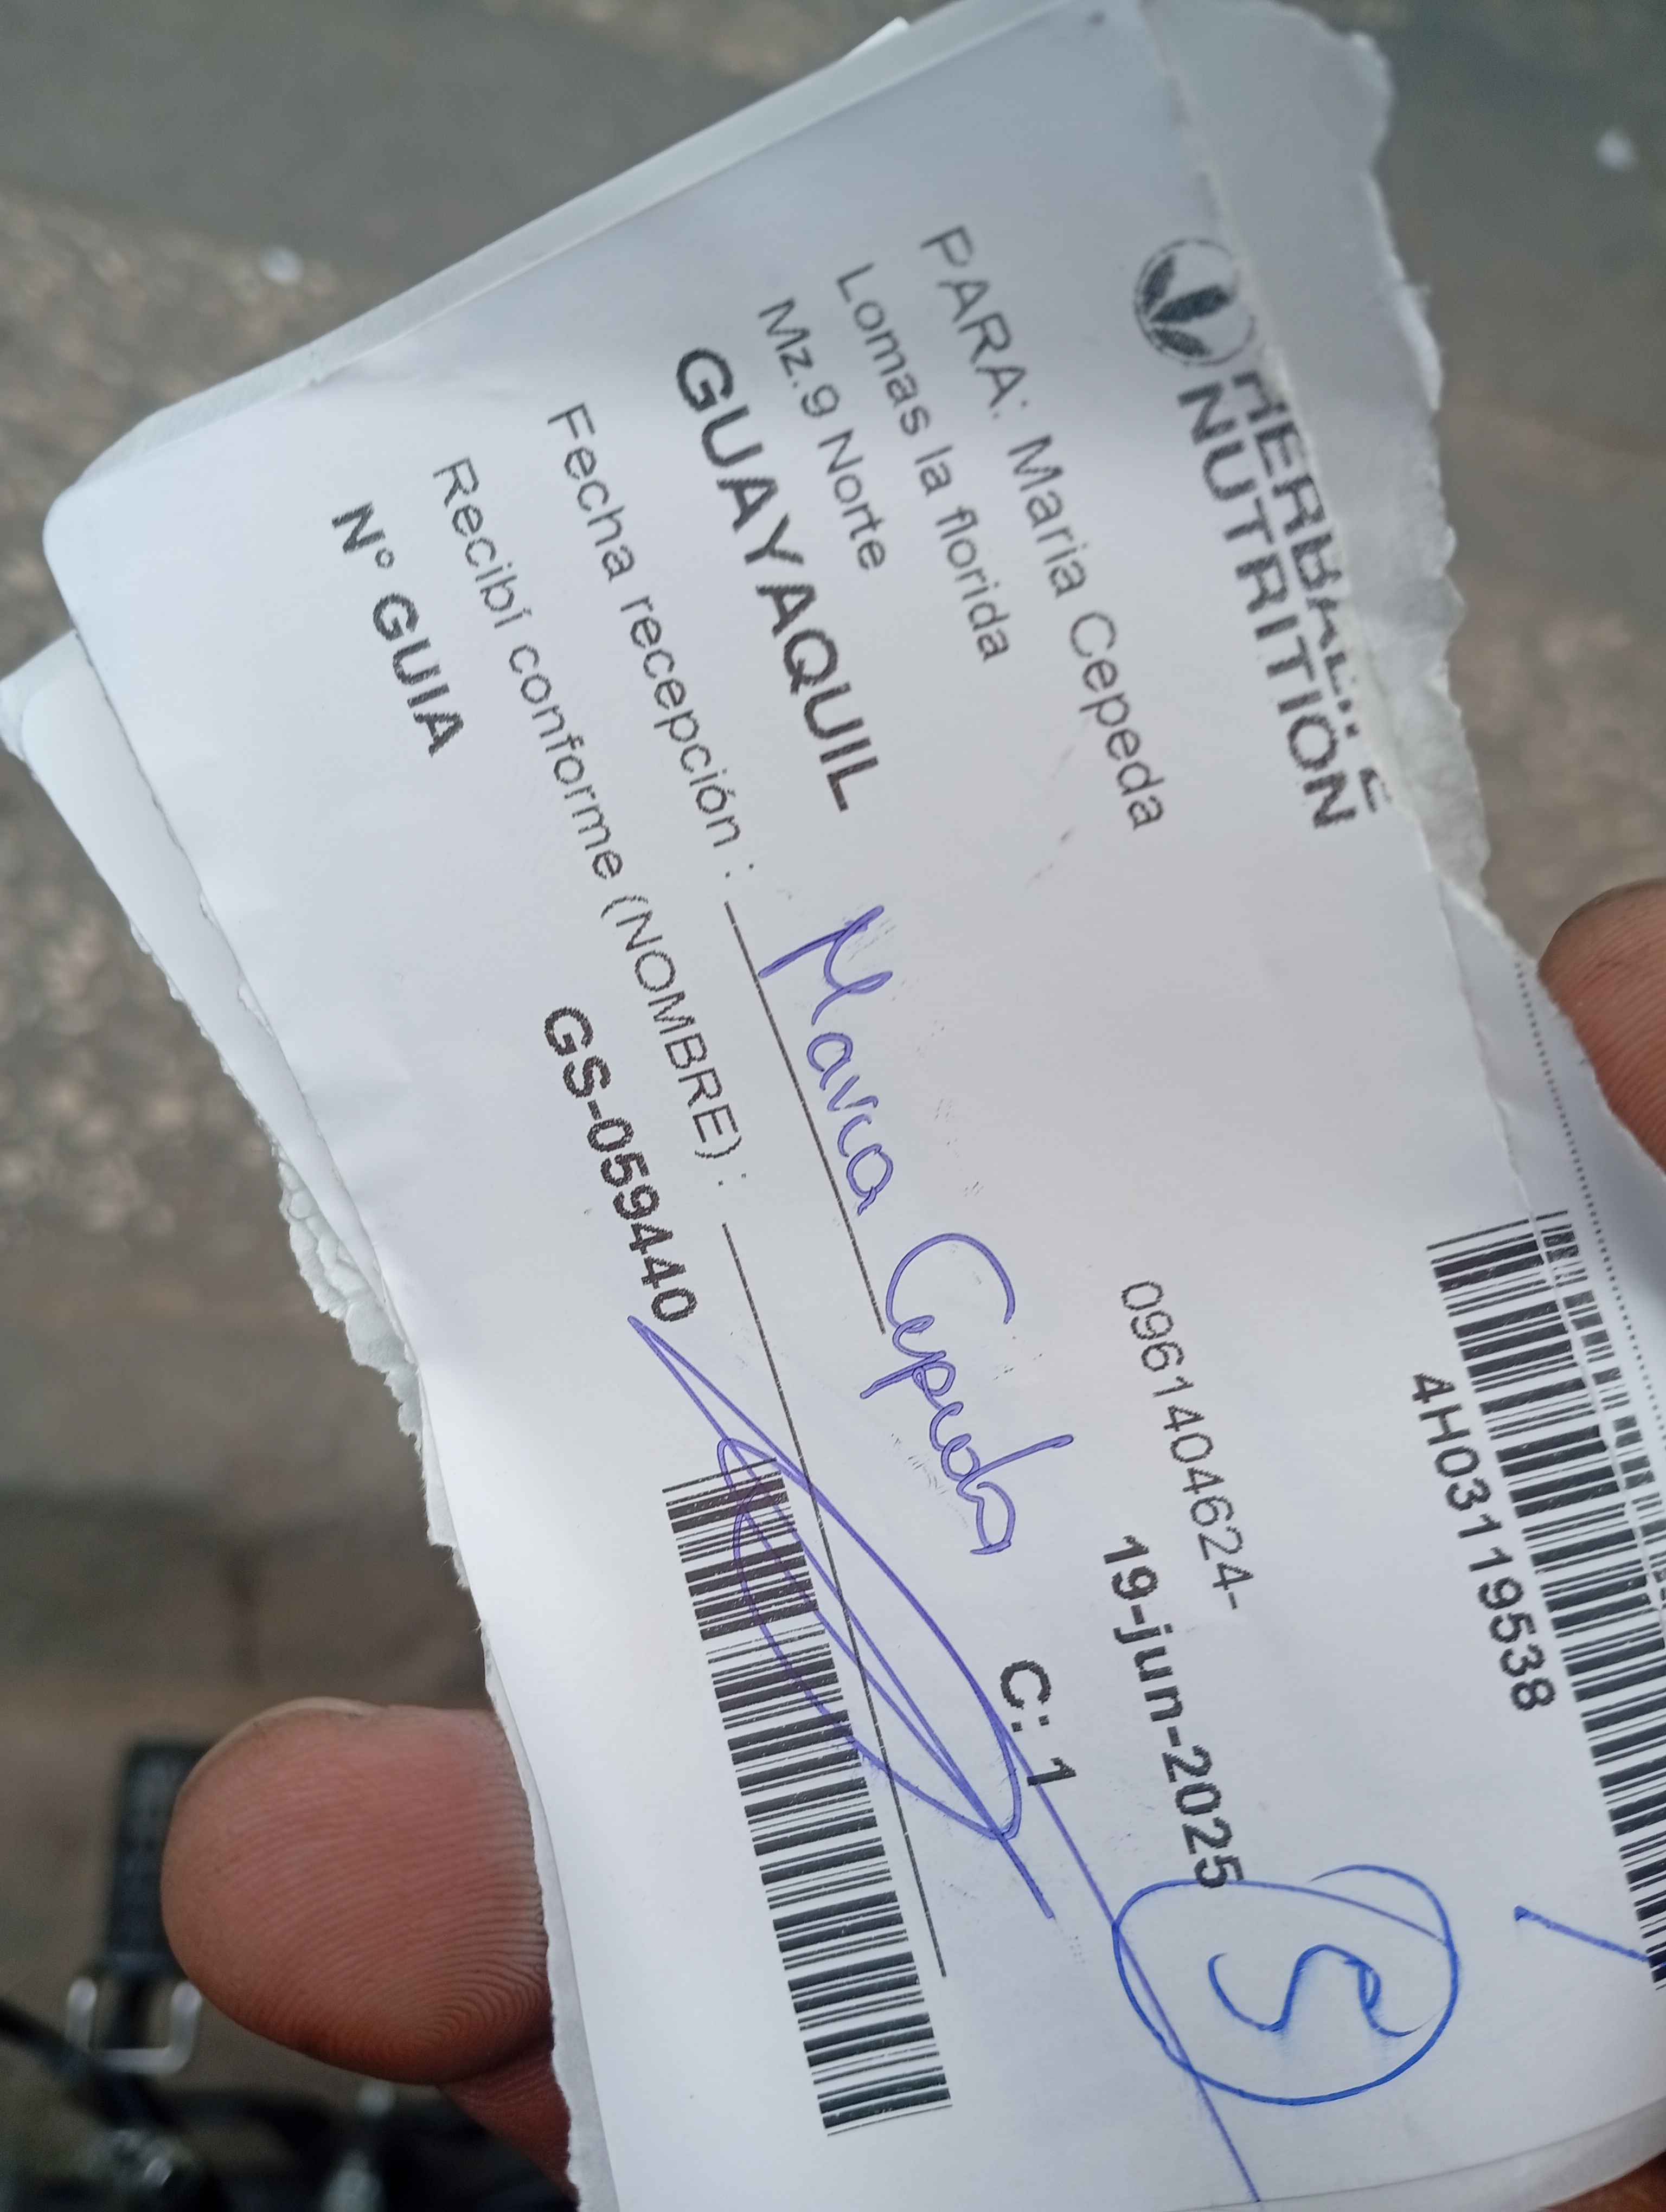 HERBALIFE
NUTRITION
4H03119538
PARA: Maria Cepeda
0961404624-
Lomas la florida
19-jun-2025
Mz.9 Norte
GUAYAQUIL
C: 1
Maria Cepeda
Fecha recepción :
Recibí conforme (NOMBRE) :
N° GUIA
GS-059440